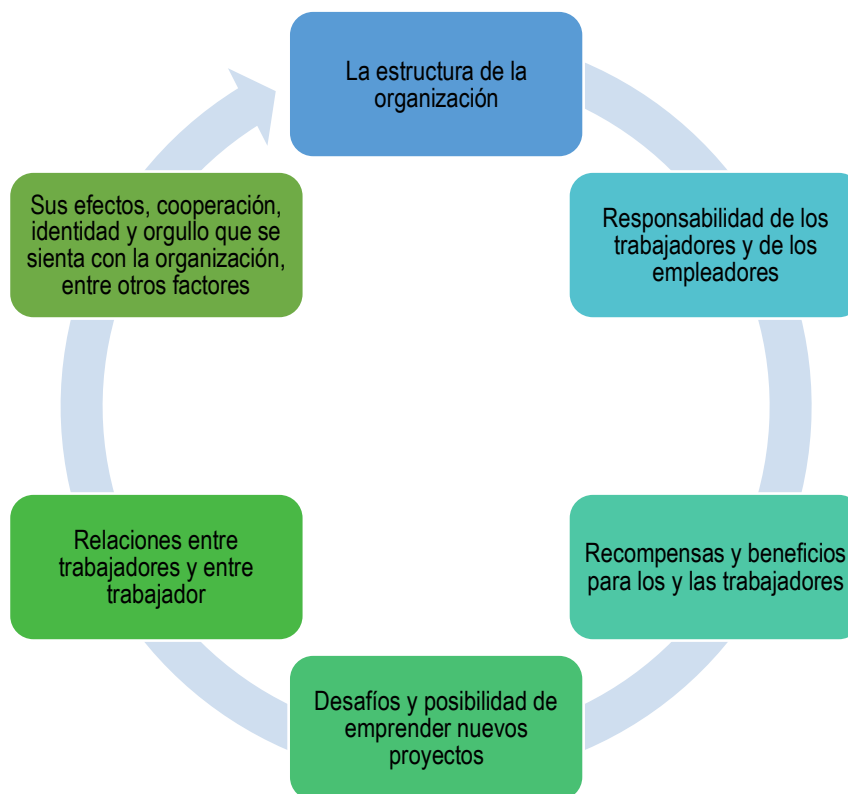 La estructura de la
organización
Responsabilidad de los
trabajadores y de los
empleadores
Recompensas y beneficios
para los y las trabajadores
Desafíos y posibilidad de
emprender nuevos
proyectos
Relaciones entre
trabajadores y entre
trabajador
Sus efectos, cooperación,
identidad y orgullo que se
sienta con la organización,
entre otros factores